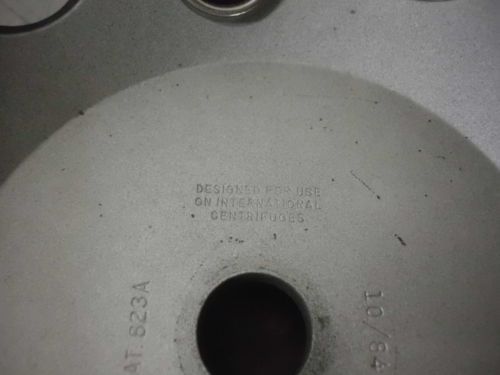 DESIGNED FOR USE
ON INTERNATIONAL
CENTRIFUGES
AT. 823A
10/84